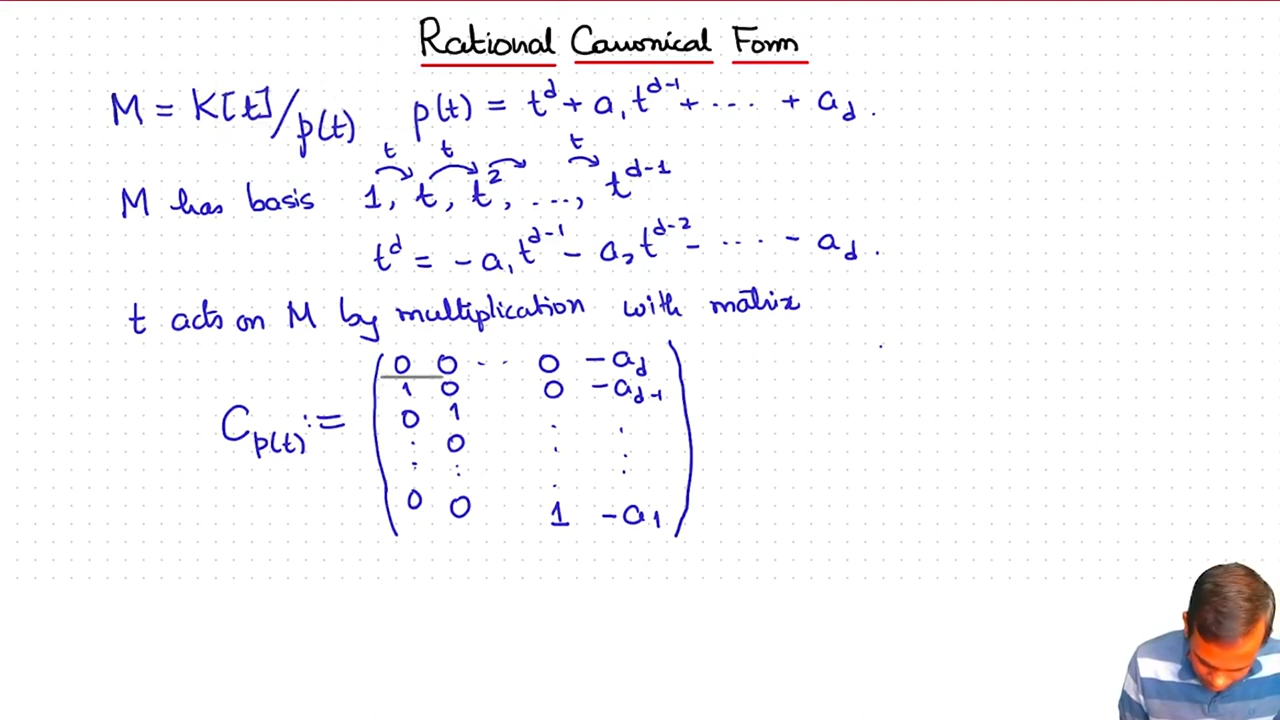 Rational Canonical Form
M = K[t]/p(t) p(t) = t^d + a_1 t^{d-1} + .... + a_d .
t t t
M has basis 1, t, t^2, ..., t^{d-1}
t^d = -a_1 t^{d-1} - a_2 t^{d-2} - .... - a_d .
t acts on M by multiplication with matrix
0 0 ... 0 -a_d
1 0 0 -a_{d-1}
0 1 . .
C_{p(t)} :=
. 0 . .
. . . .
0 0 1 -a_1